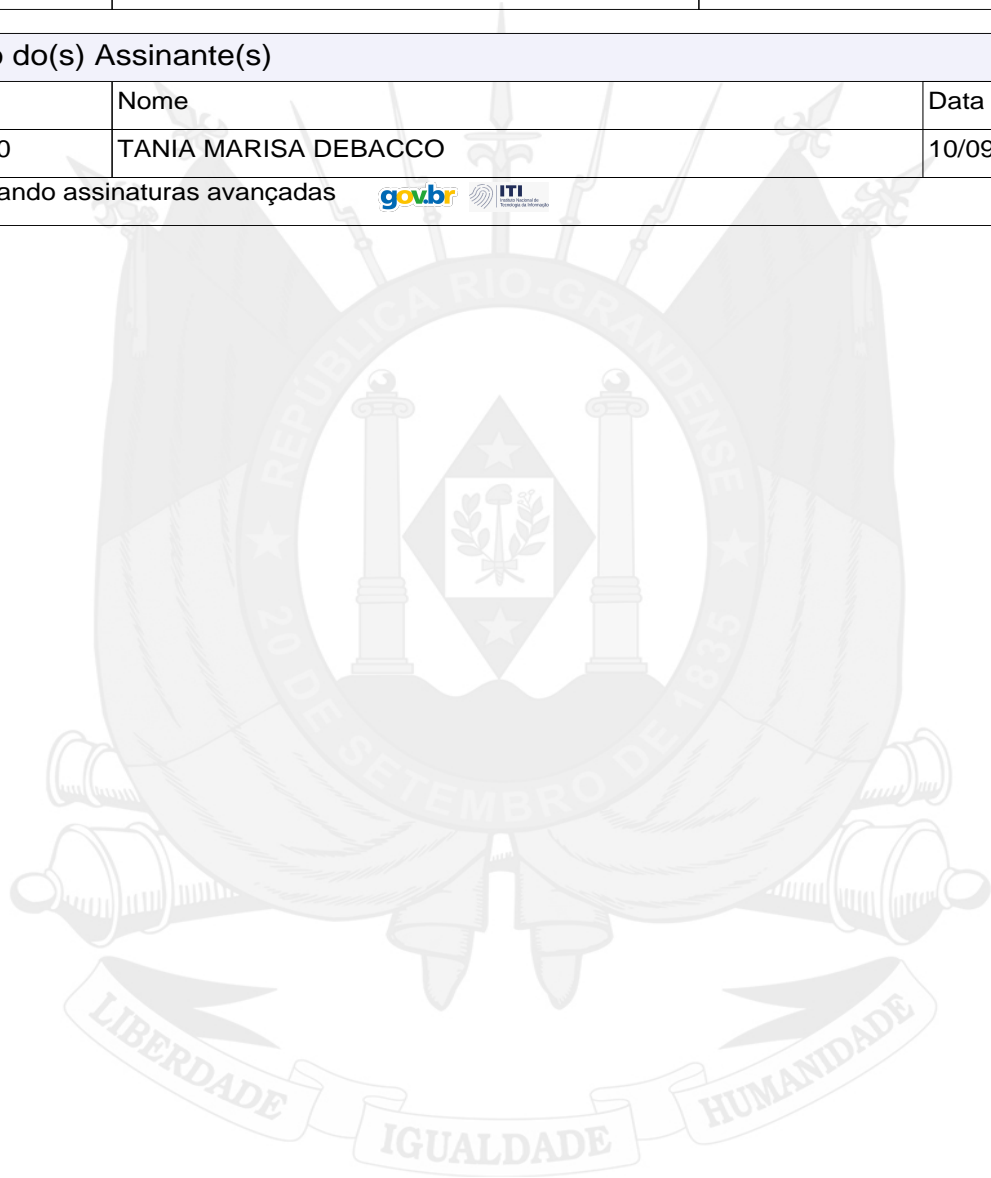 o do(s) Assinante(s)
Nome Data
0 TANIA MARISA DEBACCO 10/09
ando assinaturas avançadas gov.br ITI
REPÚBLICA RIO-GRANDENSE
20 DE SETEMBRO DE 1835
LIBERDADE IGUALDADE HUMANIDADE